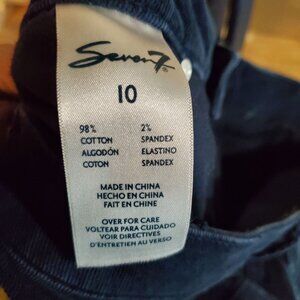 Seven7®
10
98% 2%
COTTON SPANDEX
ALGODÓN ELASTINO
COTON SPANDEX
MADE IN CHINA
HECHO EN CHINA
FAIT EN CHINE
OVER FOR CARE
VOLTEAR PARA CUIDADO
VOIR DIRECTIVES
D'ENTRETIEN AU VERSO